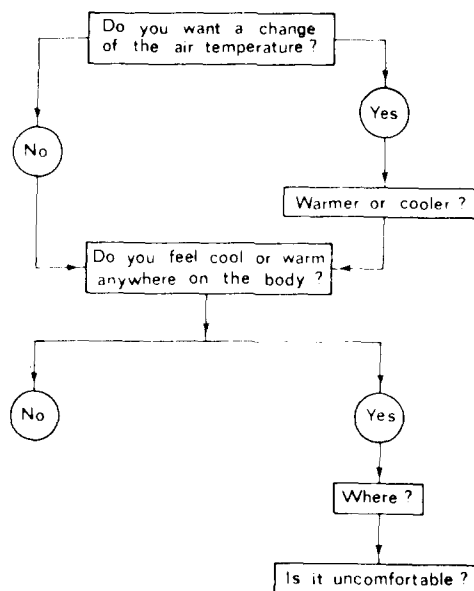 Do you want a change
of the air temperature ?
Yes
No
Warmer or cooler ?
Do you feel cool or warm
anywhere on the body ?
No
Yes
Where ?
Is it uncomfortable ?